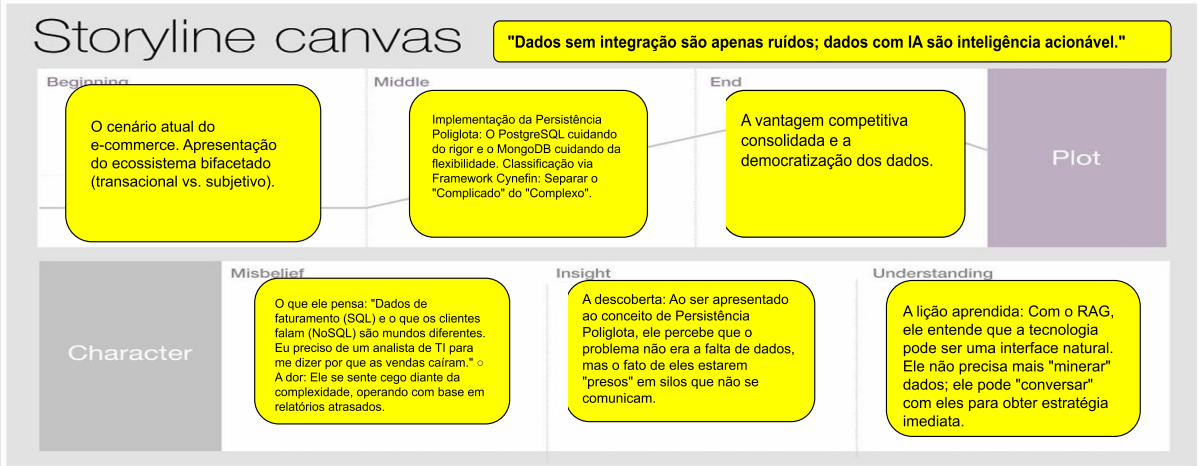 Storyline canvas
"Dados sem integração são apenas ruídos; dados com IA são inteligência acionável."
Beginning
O cenário atual do
e-commerce. Apresentação
do ecossistema bifacetado
(transacional vs. subjetivo).
Middle
Implementação da Persistência
Poliglota: O PostgreSQL cuidando
do rigor e o MongoDB cuidando da
flexibilidade. Classificação via
Framework Cynefin: Separar o
"Complicado" do "Complexo".
End
A vantagem competitiva
consolidada e a
democratização dos dados.
Plot
Character
Misbelief
O que ele pensa: "Dados de
faturamento (SQL) e o que os clientes
falam (NoSQL) são mundos diferentes.
Eu preciso de um analista de TI para
me dizer por que as vendas caíram." ○
A dor: Ele se sente cego diante da
complexidade, operando com base em
relatórios atrasados.
Insight
A descoberta: Ao ser apresentado
ao conceito de Persistência
Poliglota, ele percebe que o
problema não era a falta de dados,
mas o fato de eles estarem
"presos" em silos que não se
comunicam.
Understanding
A lição aprendida: Com o RAG,
ele entende que a tecnologia
pode ser uma interface natural.
Ele não precisa mais "minerar"
dados; ele pode "conversar"
com eles para obter estratégia
imediata.